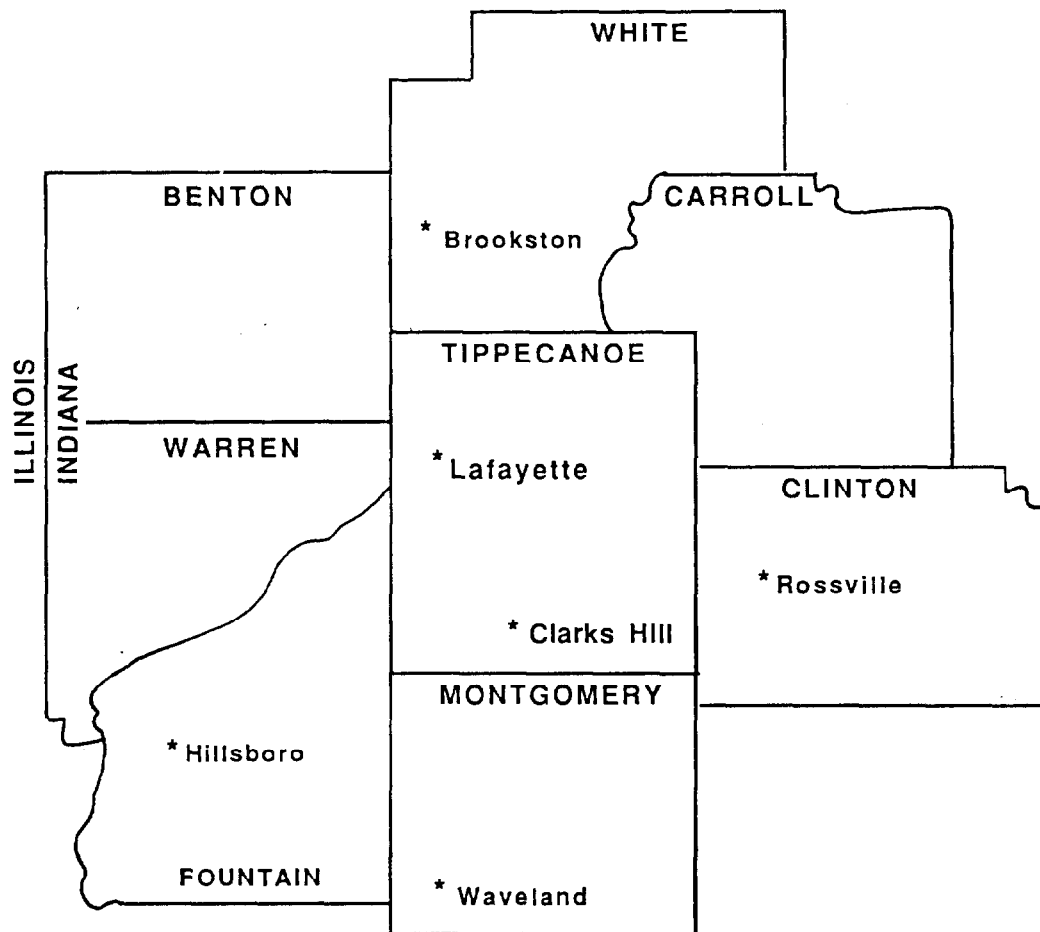 WHITE
BENTON
CARROLL
* Brookston
TIPPECANOE
ILLINOIS
INDIANA
WARREN
* Lafayette
CLINTON
* Rossville
* Clarks Hill
MONTGOMERY
* Hillsboro
FOUNTAIN
* Waveland